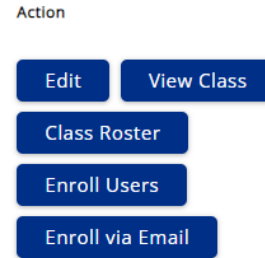 Action
Edit View Class
Class Roster
Enroll Users
Enroll via Email